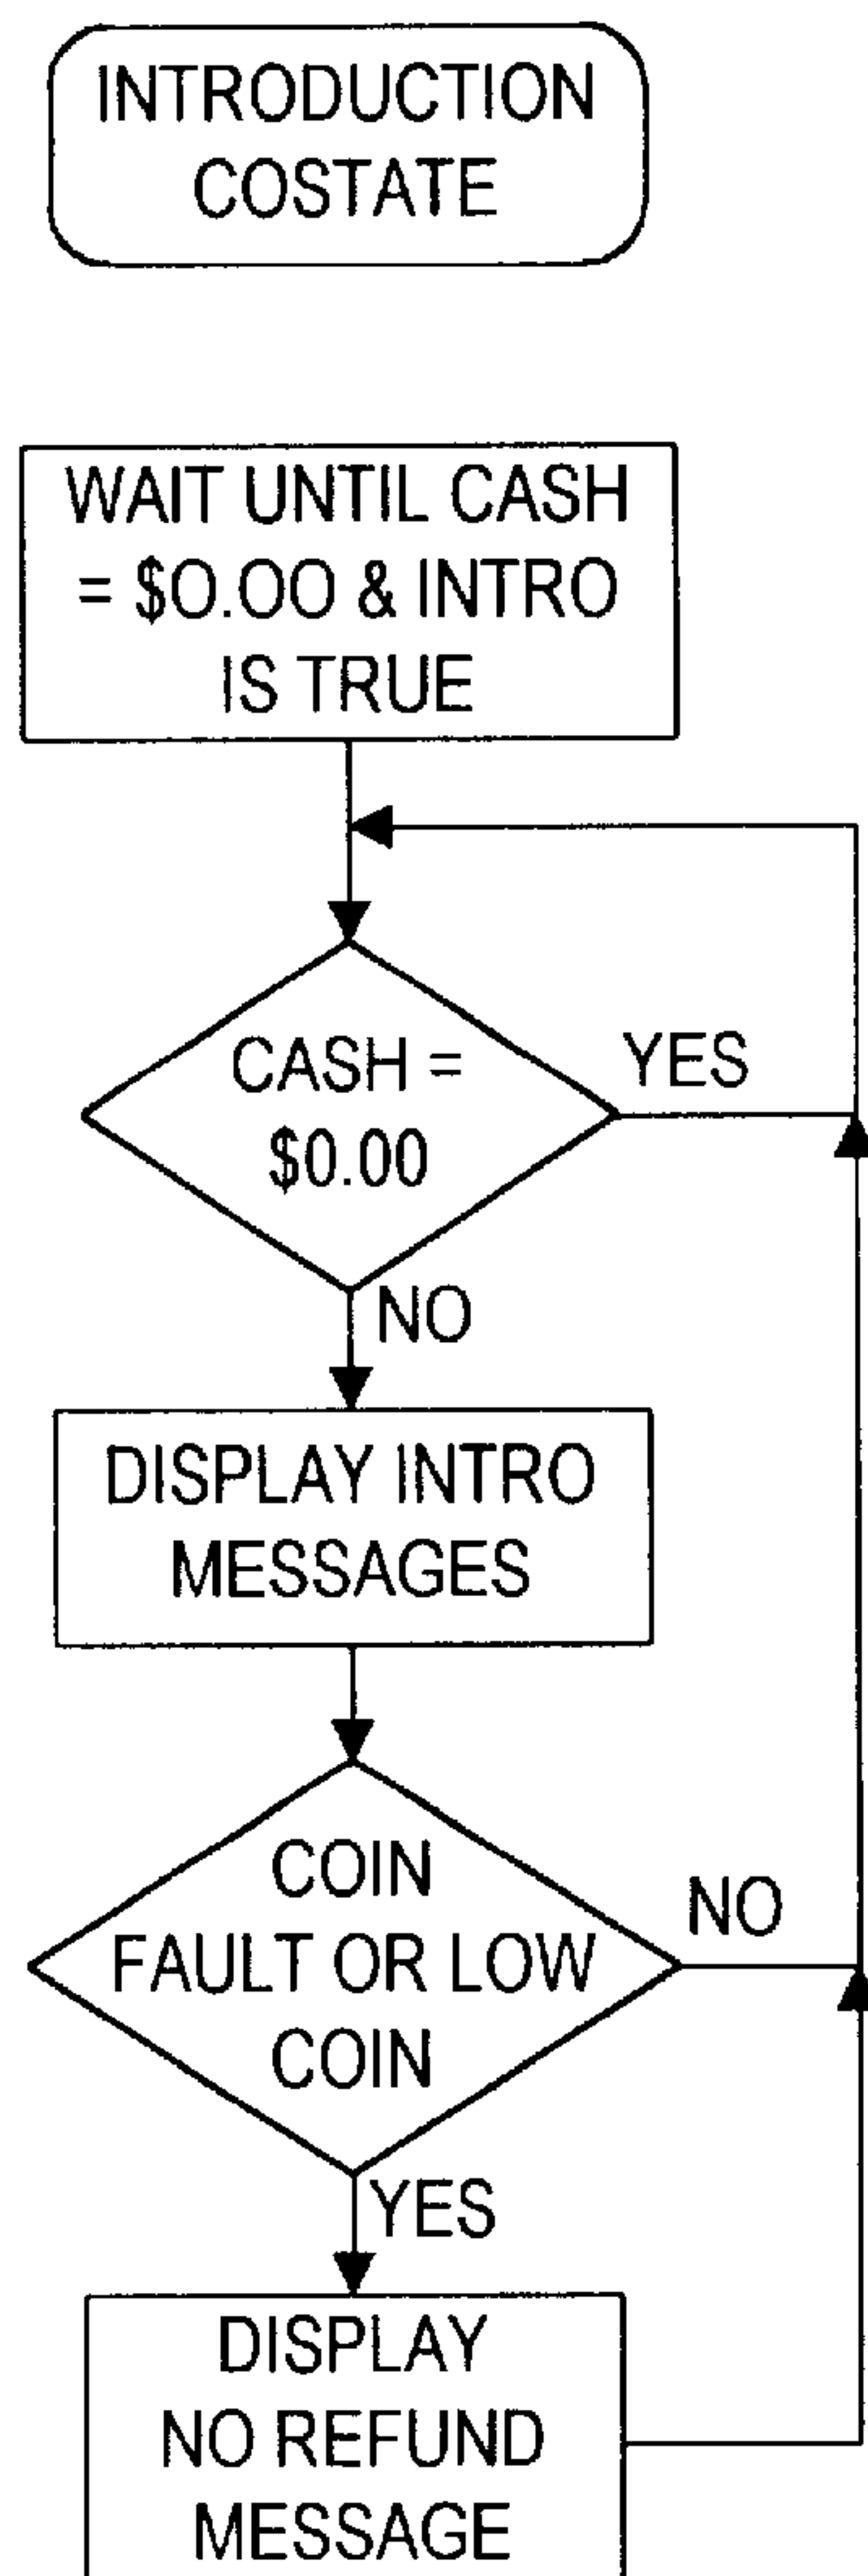 INTRODUCTION
COSTATE
WAIT UNTIL CASH
= $0.00 & INTRO
IS TRUE
CASH =
$0.00
YES
NO
DISPLAY INTRO
MESSAGES
COIN
FAULT OR LOW
COIN
NO
YES
DISPLAY
NO REFUND
MESSAGE